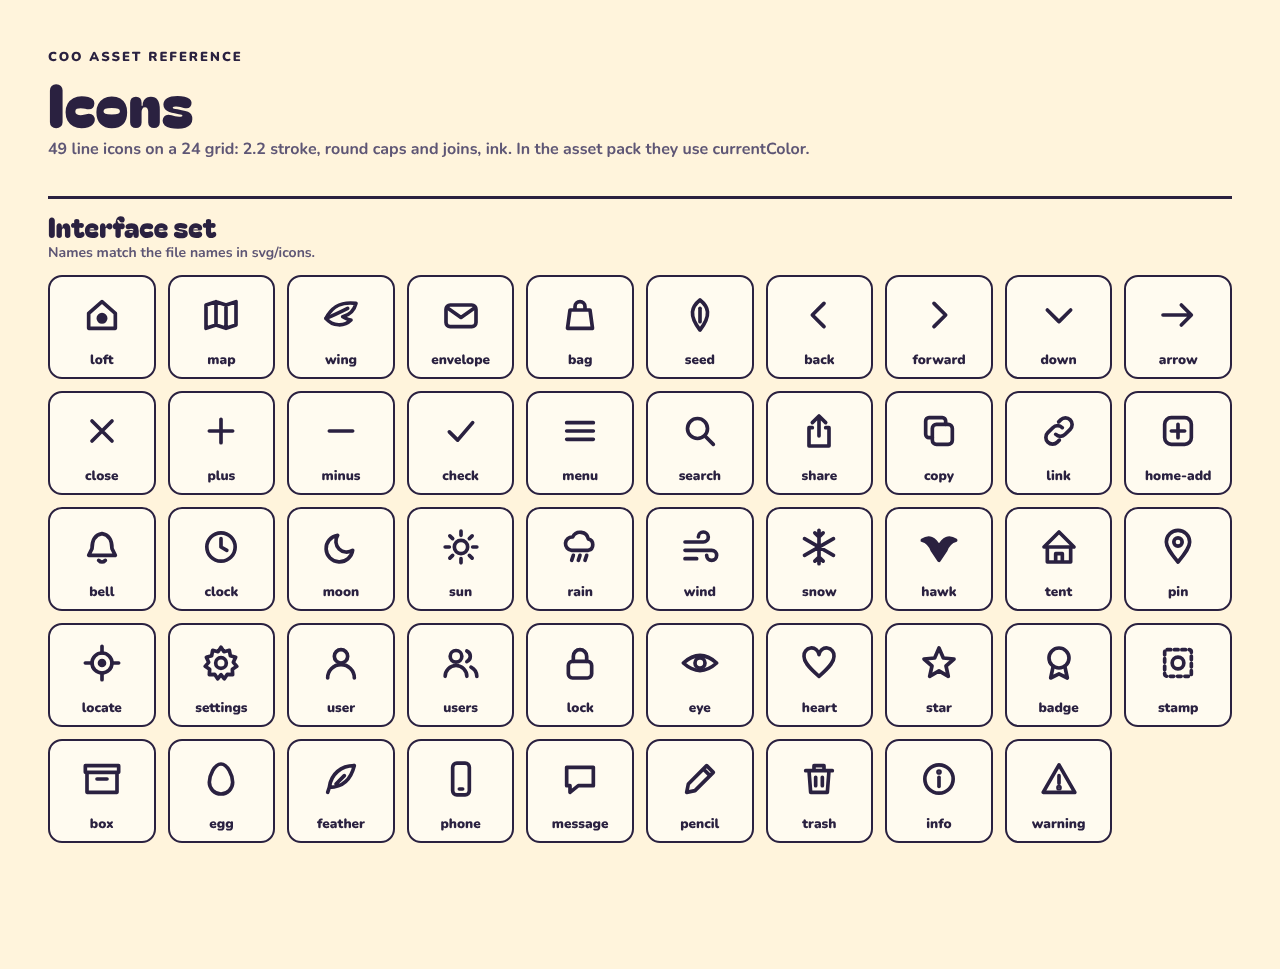 COO ASSET REFERENCE
Icons
49 line icons on a 24 grid: 2.2 stroke, round caps and joins, ink. In the asset pack they use currentColor.
Interface set
Names match the file names in svg/icons.
loft map wing envelope bag seed back forward down arrow
close plus minus check menu search share copy link home-add
bell clock moon sun rain wind snow hawk tent pin
locate settings user users lock eye heart star badge stamp
box egg feather phone message pencil trash info warning